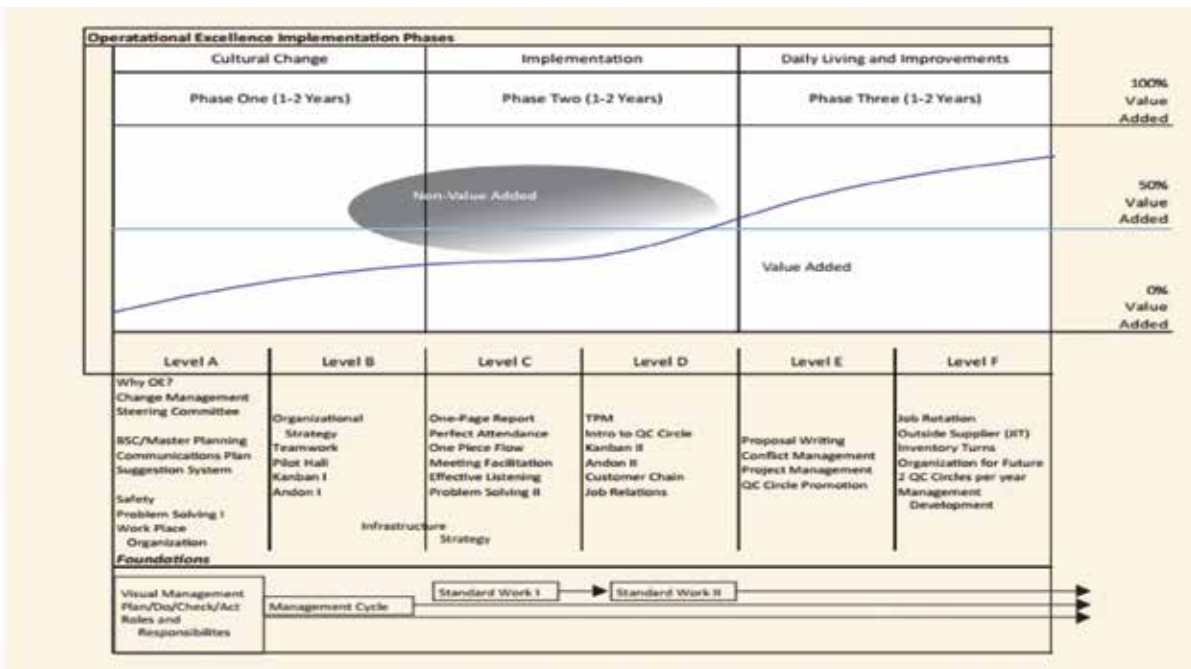 Operatational Excellence Implementation Phases
Cultural Change
Implementation
Daily Living and Improvements
Phase One (1-2 Years)
Phase Two (1-2 Years)
Phase Three (1-2 Years)
100%
Value
Added
Non-Value Added
50%
Value
Added
Value Added
0%
Value
Added
Level A
Level B
Level C
Level D
Level E
Level F
Why OE?
Change Management
Steering Committee
BSC/Master Planning
Communications Plan
Suggestion System
Safety
Problem Solving I
Work Place
Organization
Organizational
Strategy
Teamwork
Pilot Hall
Kanban I
Andon I
One-Page Report
Perfect Attendance
One Piece Flow
Meeting Facilitation
Effective Listening
Problem Solving II
Infrastructure
Strategy
TPM
Intro to QC Circle
Kanban II
Andon II
Customer Chain
Job Relations
Proposal Writing
Conflict Management
Project Management
QC Circle Promotion
Job Rotation
Outside Supplier (JIT)
Inventory Turns
Organization for Future
2 QC Circles per year
Management
Development
Foundations
Visual Management
Plan/Do/Check/Act
Roles and
Responsibilites
Management Cycle
Standard Work I
Standard Work II